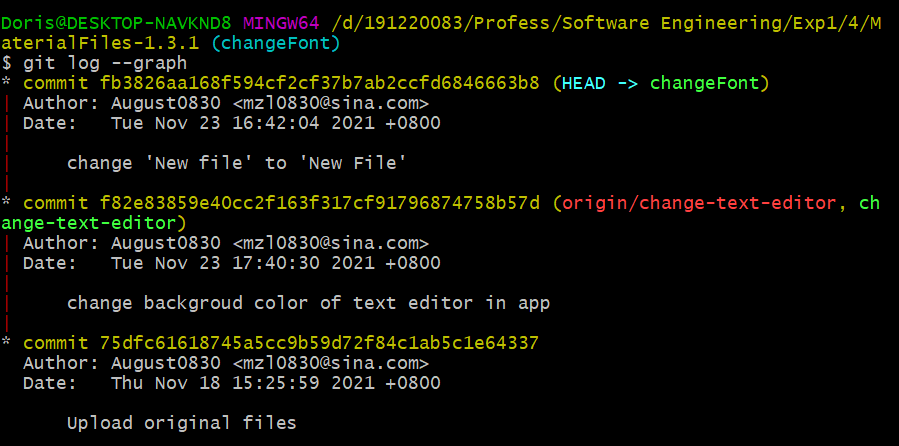 Doris@DESKTOP-NAVKND8 MINGW64 /d/191220083/Profess/Software Engineering/Exp1/4/M
aterialFiles-1.3.1 (changeFont)
$ git log --graph
* commit fb3826aa168f594cf2cf37b7ab2ccfd6846663b8 (HEAD -> changeFont)
| Author: August0830 <mzl0830@sina.com>
| Date:   Tue Nov 23 16:42:04 2021 +0800
|
|     change 'New file' to 'New File'
|
* commit f82e83859e40cc2f163f317cf91796874758b57d (origin/change-text-editor, ch
ange-text-editor)
| Author: August0830 <mzl0830@sina.com>
| Date:   Tue Nov 23 17:40:30 2021 +0800
|
|     change backgroud color of text editor in app
|
* commit 75dfc61618745a5cc9b59d72f84c1ab5c1e64337
  Author: August0830 <mzl0830@sina.com>
  Date:   Thu Nov 18 15:25:59 2021 +0800

      Upload original files